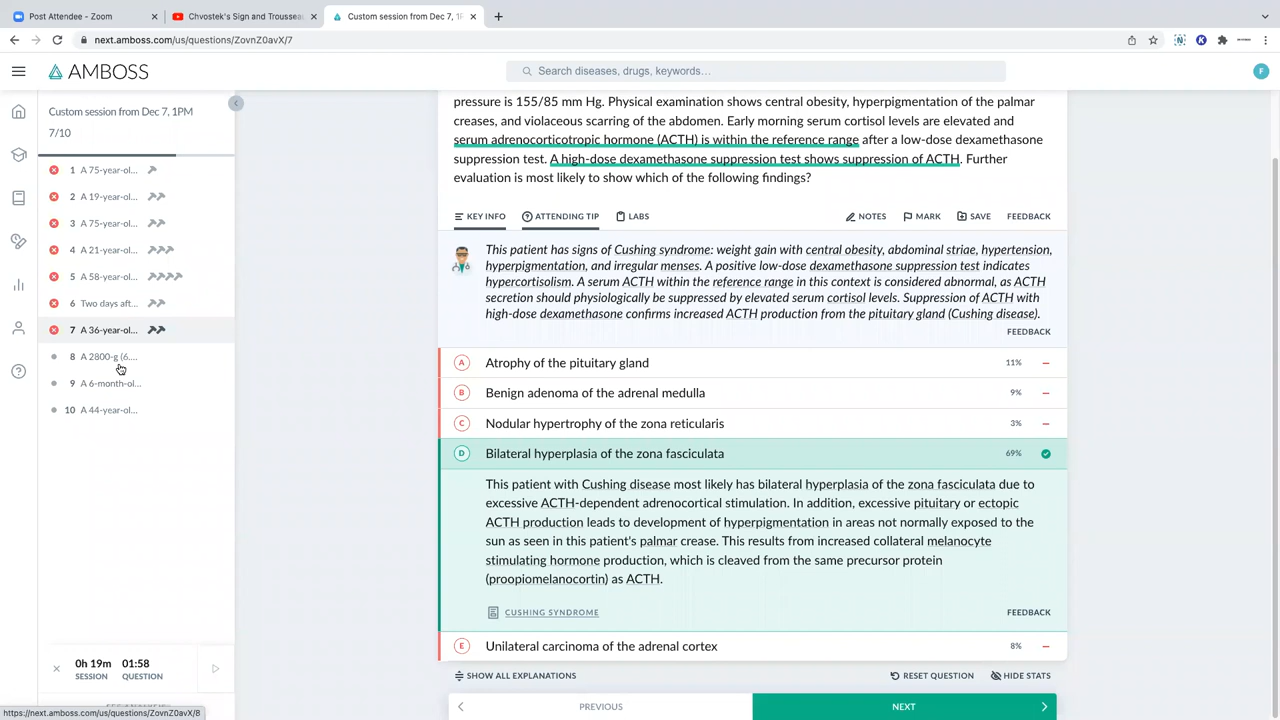 Post Attendee - Zoom
Chvostek's Sign and Trousseau
Custom session from Dec 7, 1P
next.amboss.com/us/questions/ZovnZ0avX/7
AMBOSS
Search diseases, drugs, keywords…
F
Custom session from Dec 7, 1PM
7/10
1 A 75-year-ol...
2 A 19-year-ol...
3 A 75-year-ol...
4 A 21-year-ol...
5 A 58-year-ol...
6 Two days aft...
7 A 36-year-ol...
8 A 2800-g (6....
9 A 6-month-ol...
10 A 44-year-ol...
0h 19m 01:58
SESSION QUESTION
https://next.amboss.com/us/questions/ZovnZ0avX/8
pressure is 155/85 mm Hg. Physical examination shows central obesity, hyperpigmentation of the palmar
creases, and violaceous scarring of the abdomen. Early morning serum cortisol levels are elevated and
serum adrenocorticotropic hormone (ACTH) is within the reference range after a low-dose dexamethasone
suppression test. A high-dose dexamethasone suppression test shows suppression of ACTH. Further
evaluation is most likely to show which of the following findings?
KEY INFO ATTENDING TIP LABS NOTES MARK SAVE FEEDBACK
This patient has signs of Cushing syndrome: weight gain with central obesity, abdominal striae, hypertension,
hyperpigmentation, and irregular menses. A positive low-dose dexamethasone suppression test indicates
hypercortisolism. A serum ACTH within the reference range in this context is considered abnormal, as ACTH
secretion should physiologically be suppressed by elevated serum cortisol levels. Suppression of ACTH with
high-dose dexamethasone confirms increased ACTH production from the pituitary gland (Cushing disease).
FEEDBACK
A Atrophy of the pituitary gland 11%
B Benign adenoma of the adrenal medulla 9%
C Nodular hypertrophy of the zona reticularis 3%
D Bilateral hyperplasia of the zona fasciculata 69%
This patient with Cushing disease most likely has bilateral hyperplasia of the zona fasciculata due to
excessive ACTH-dependent adrenocortical stimulation. In addition, excessive pituitary or ectopic
ACTH production leads to development of hyperpigmentation in areas not normally exposed to the
sun as seen in this patient's palmar crease. This results from increased collateral melanocyte
stimulating hormone production, which is cleaved from the same precursor protein
(proopiomelanocortin) as ACTH.
CUSHING SYNDROME FEEDBACK
E Unilateral carcinoma of the adrenal cortex 8%
SHOW ALL EXPLANATIONS RESET QUESTION HIDE STATS
PREVIOUS NEXT